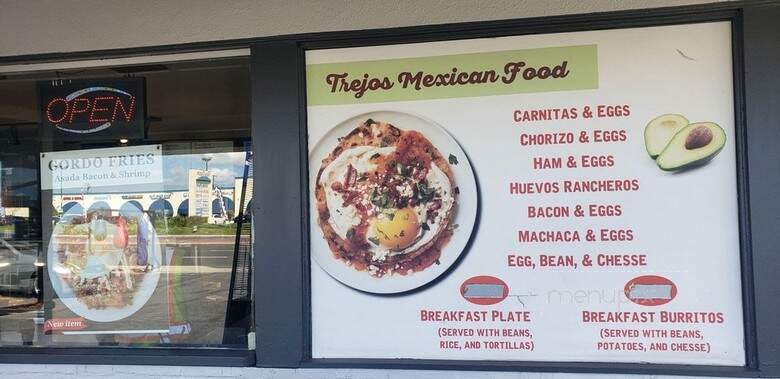 OPEN
GORDO FRIES
Asada Bacon & Shrimp
New item
Trejos Mexican Food
CARNITAS & EGGS
CHORIZO & EGGS
HAM & EGGS
HUEVOS RANCHEROS
BACON & EGGS
MACHACA & EGGS
EGG, BEAN, & CHESSE
BREAKFAST PLATE
(SERVED WITH BEANS,
RICE, AND TORTILLAS)
BREAKFAST BURRITOS
(SERVED WITH BEANS,
POTATOES, AND CHESSE)